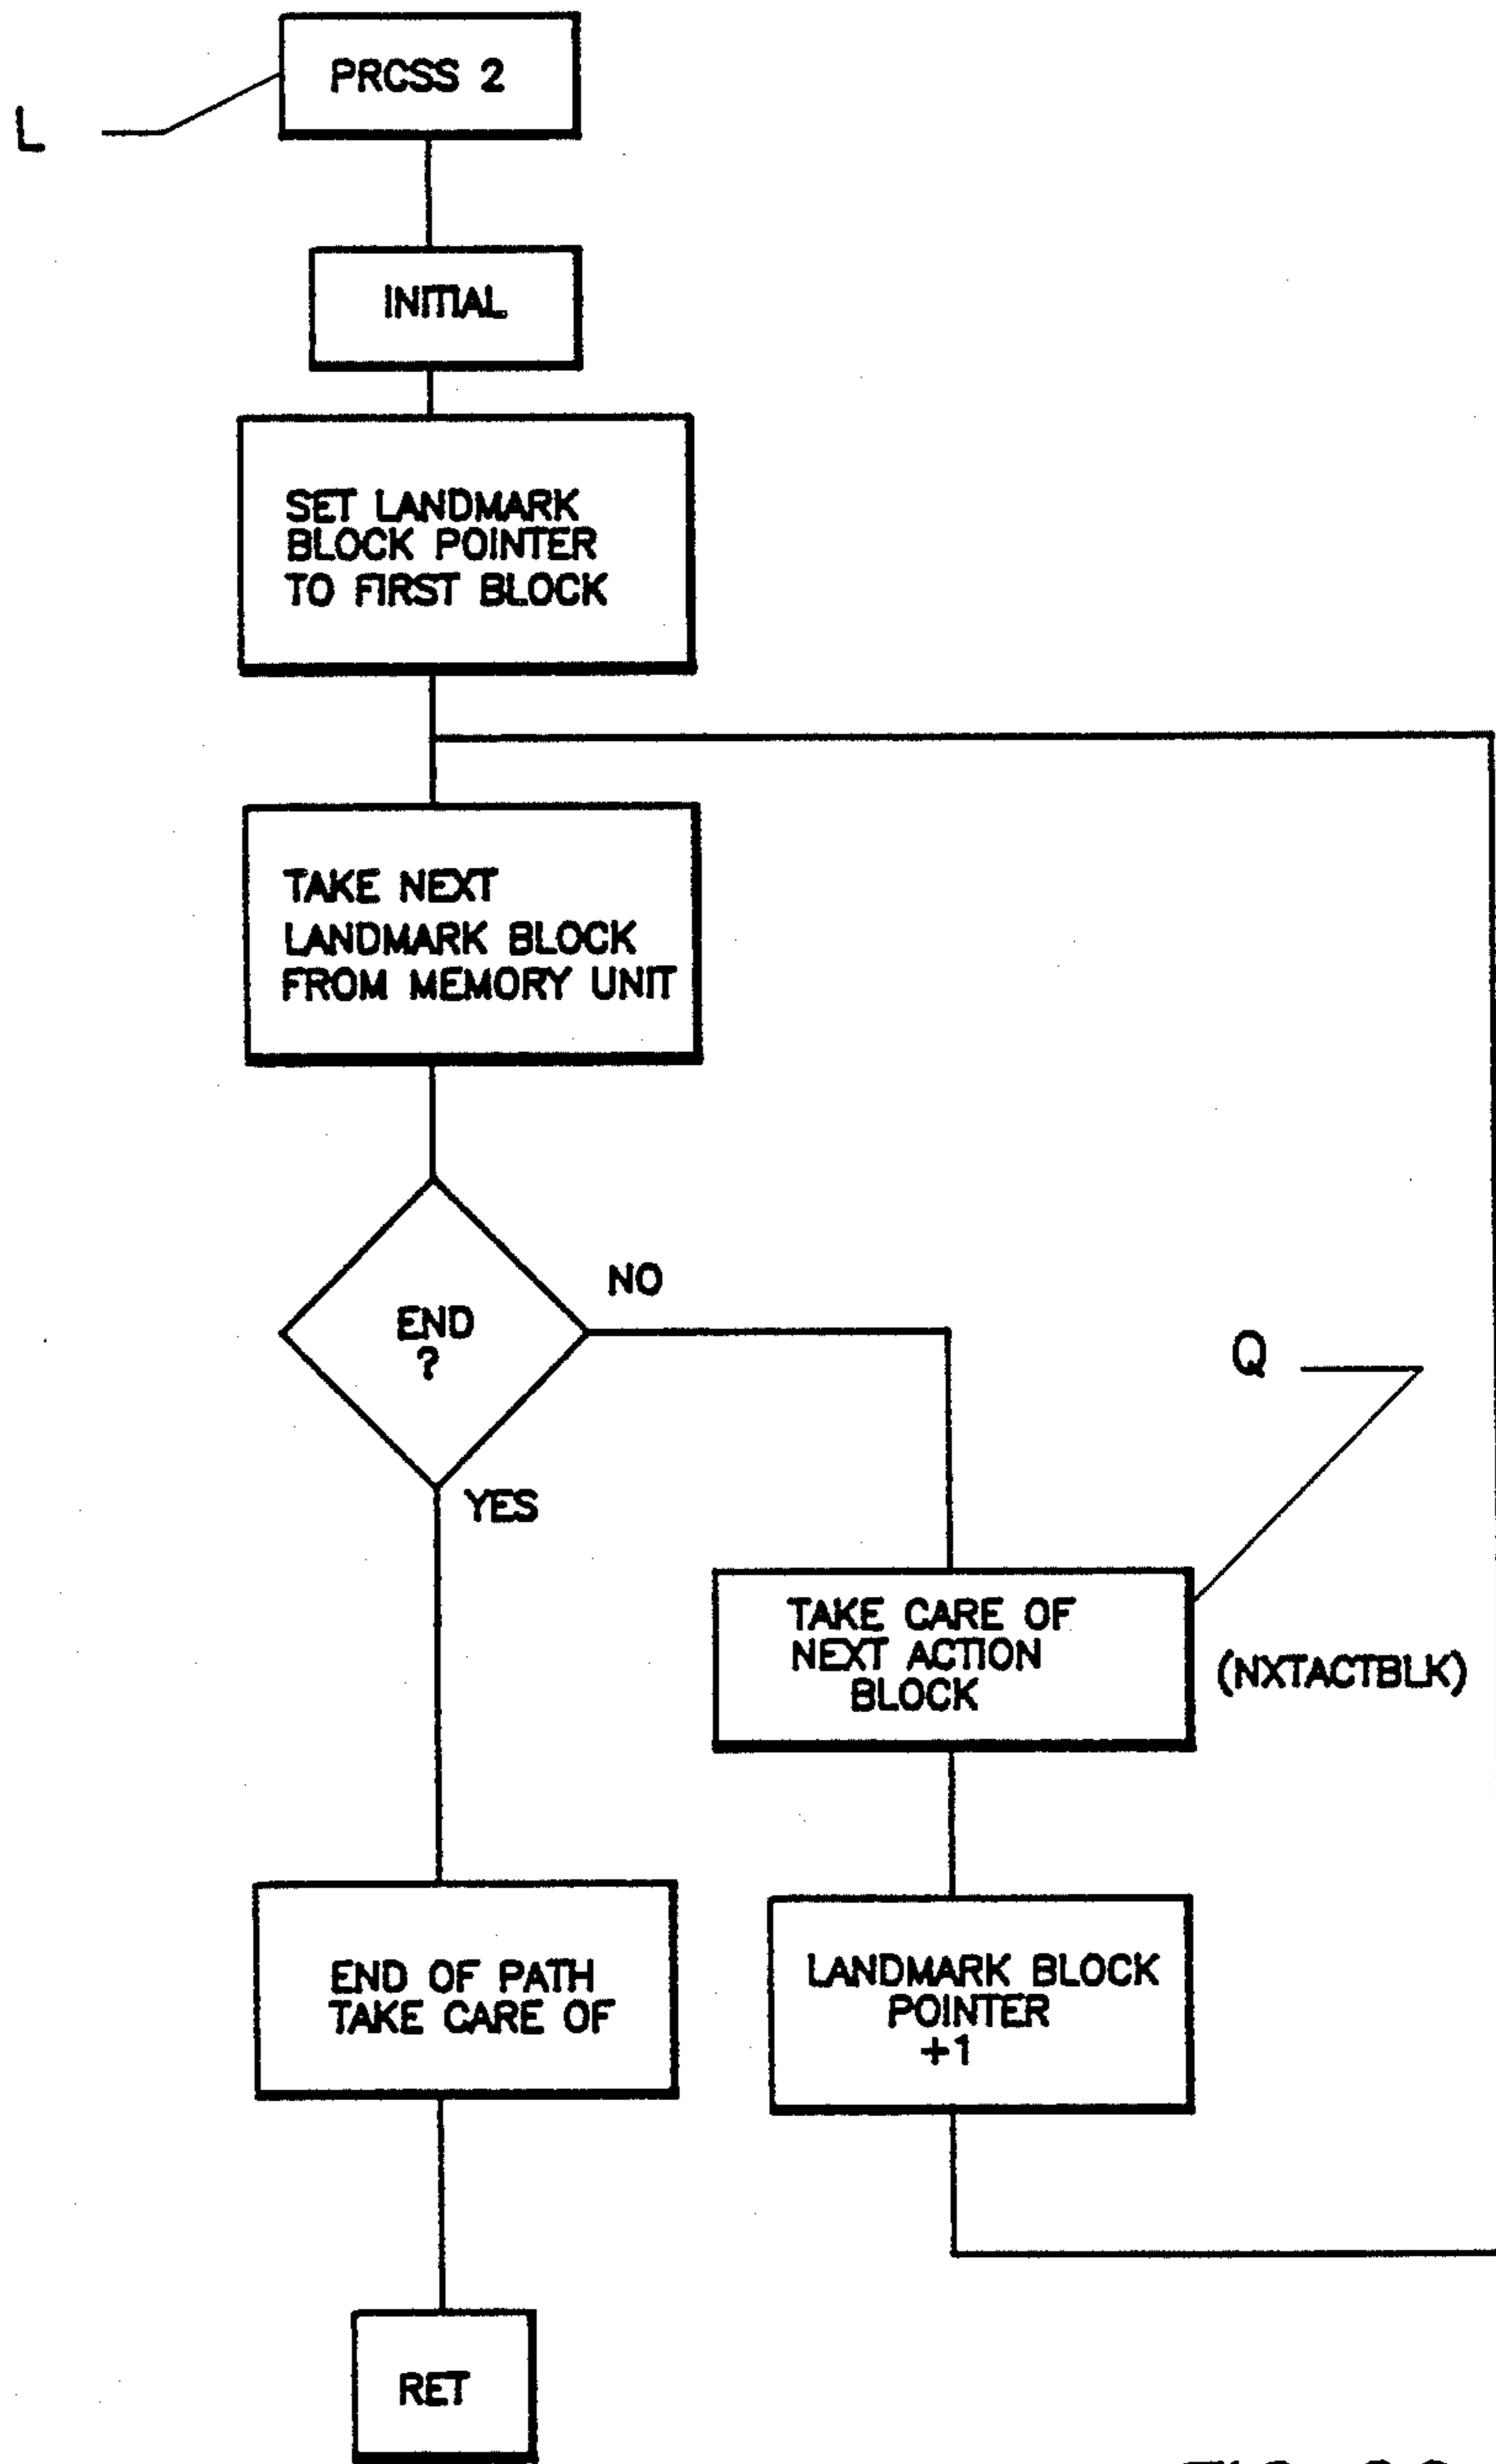 PRCSS 2
L
INITIAL
SET LANDMARK
BLOCK POINTER
TO FIRST BLOCK
TAKE NEXT
LANDMARK BLOCK
FROM MEMORY UNIT
NO
END
?
Q
YES
TAKE CARE OF
NEXT ACTION
BLOCK
(NXTACTBLK)
END OF PATH
TAKE CARE OF
LANDMARK BLOCK
POINTER
+1
RET